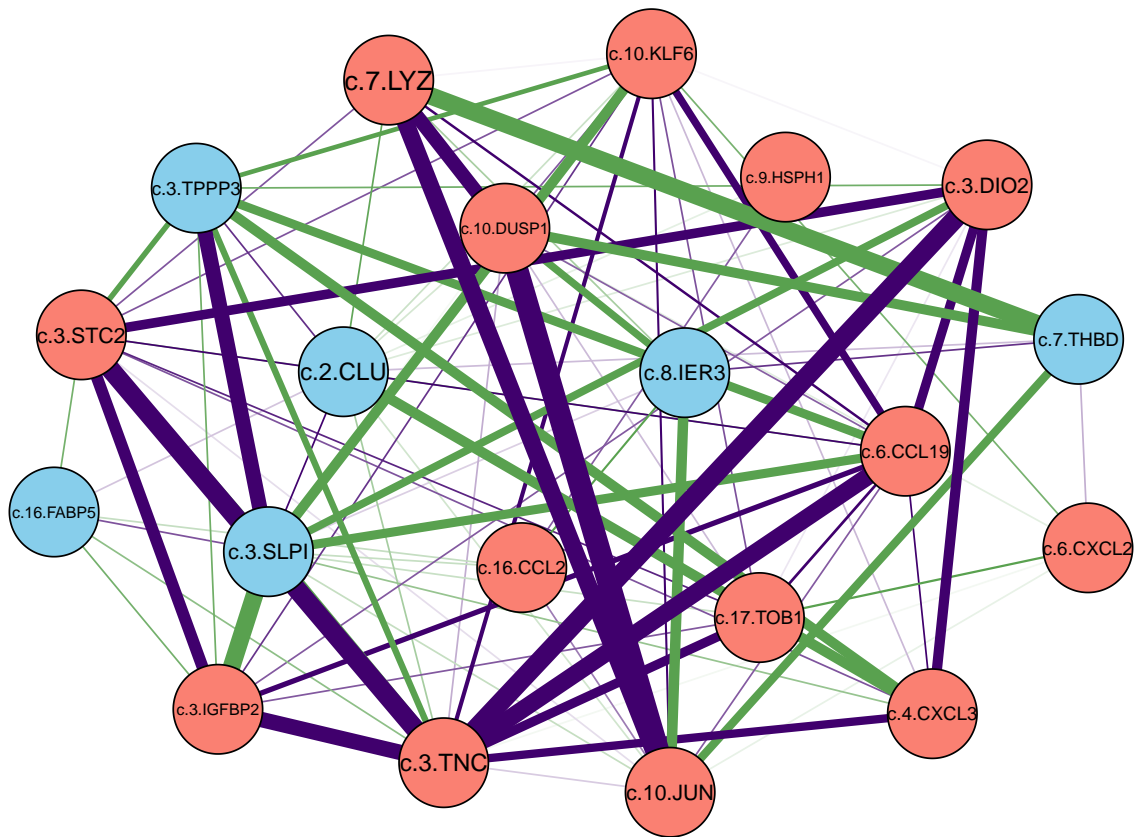 c.10.KLF6
c.7.LYZ
c.9.HSPH1
c.3.DIO2
c.3.TPPP3
c.10.DUSP1
c.3.STC2
c.7.THBD
c.2.CLU
c.8.IER3
c.6.CCL19
c.16.FABP5
c.6.CXCL2
c.3.SLPI
c.16.CCL2
c.17.TOB1
c.3.IGFBP2
c.4.CXCL3
c.3.TNC
c.10.JUN